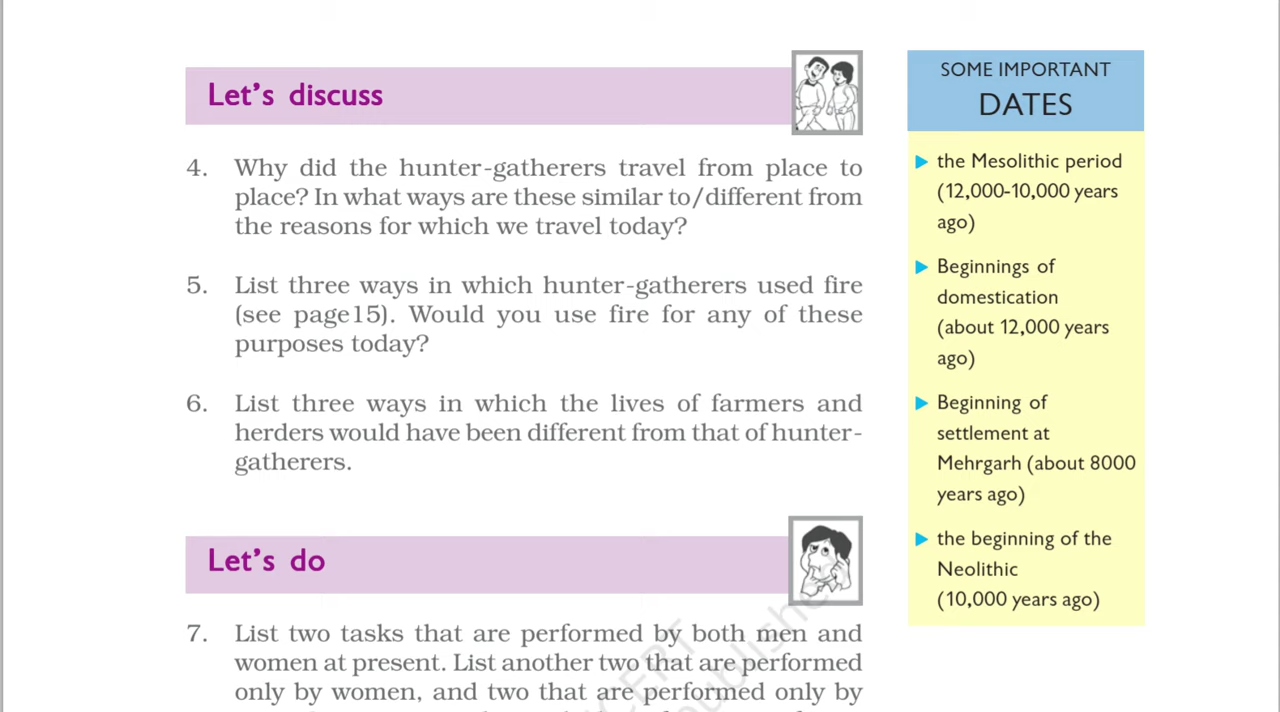 Let's discuss
4. Why did the hunter-gatherers travel from place to
place? In what ways are these similar to/different from
the reasons for which we travel today?
5. List three ways in which hunter-gatherers used fire
(see page15). Would you use fire for any of these
purposes today?
6. List three ways in which the lives of farmers and
herders would have been different from that of hunter-
gatherers.
Let's do
7. List two tasks that are performed by both men and
women at present. List another two that are performed
only by women, and two that are performed only by
SOME IMPORTANT
DATES
the Mesolithic period
(12,000-10,000 years
ago)
Beginnings of
domestication
(about 12,000 years
ago)
Beginning of
settlement at
Mehrgarh (about 8000
years ago)
the beginning of the
Neolithic
(10,000 years ago)